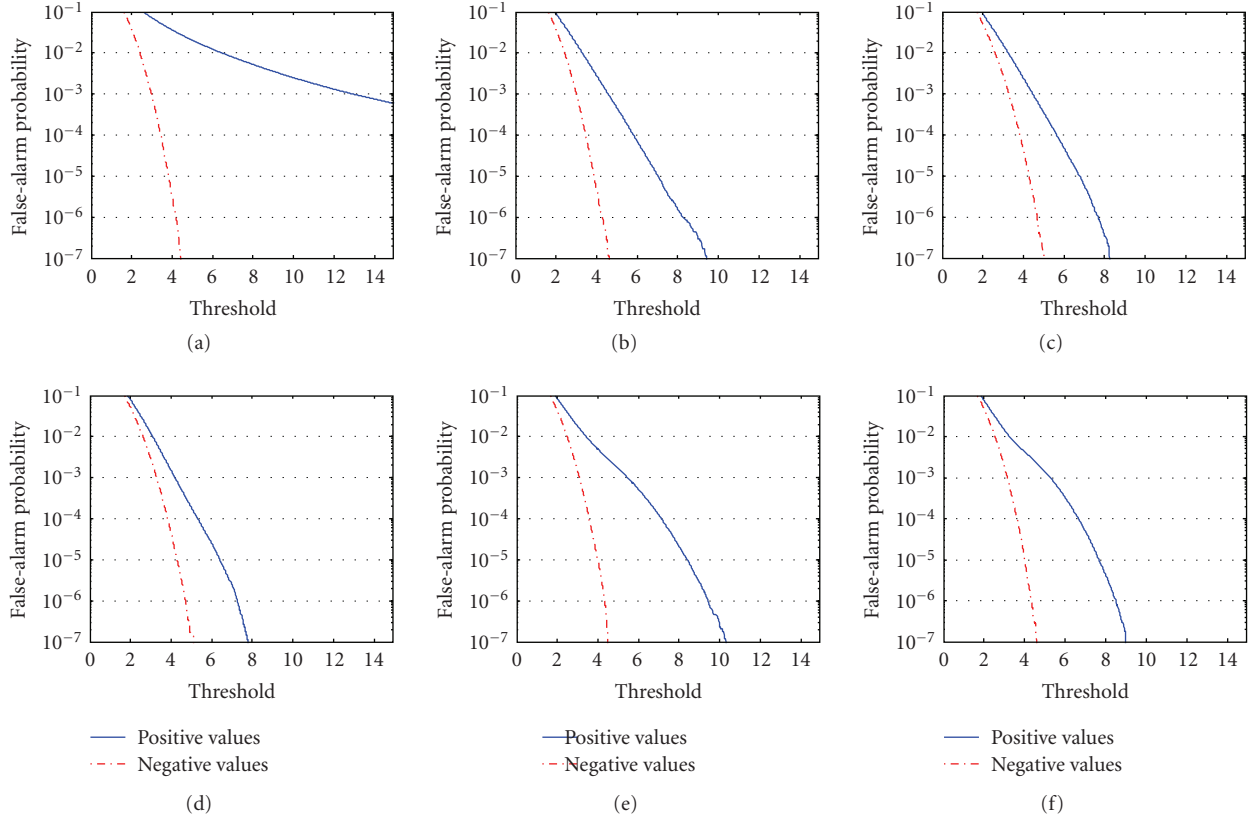 10−1
10−2
10−3
10−4
10−5
10−6
10−7
False-alarm probability
0 2 4 6 8 10 12 14
Threshold
(a)
10−1
10−2
10−3
10−4
10−5
10−6
10−7
False-alarm probability
0 2 4 6 8 10 12 14
Threshold
(b)
10−1
10−2
10−3
10−4
10−5
10−6
10−7
False-alarm probability
0 2 4 6 8 10 12 14
Threshold
(c)
10−1
10−2
10−3
10−4
10−5
10−6
10−7
False-alarm probability
0 2 4 6 8 10 12 14
Threshold
Positive values
Negative values
(d)
10−1
10−2
10−3
10−4
10−5
10−6
10−7
False-alarm probability
0 2 4 6 8 10 12 14
Threshold
Positive values
Negative values
(e)
10−1
10−2
10−3
10−4
10−5
10−6
10−7
False-alarm probability
0 2 4 6 8 10 12 14
Threshold
Positive values
Negative values
(f)